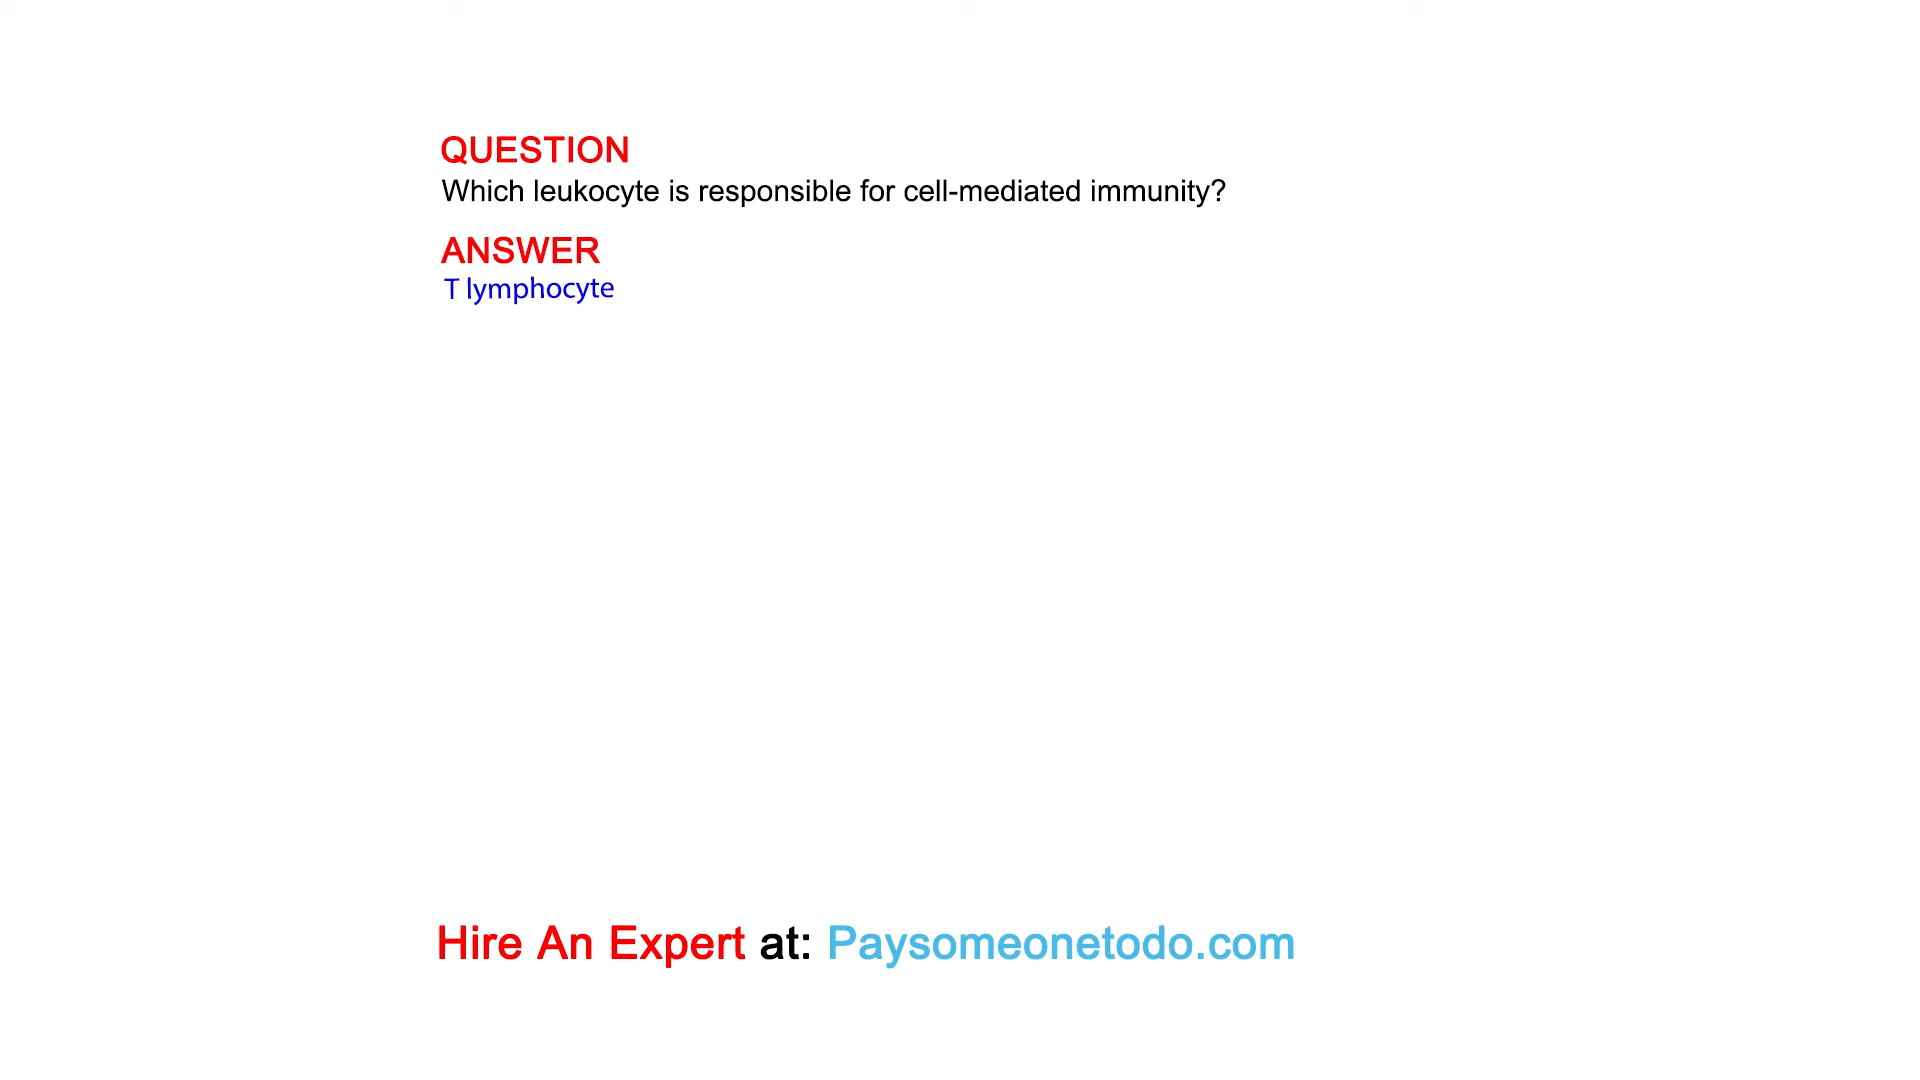 QUESTION
Which leukocyte is responsible for cell-mediated immunity?
ANSWER
T lymphocyte
Hire An Expert at: Paysomeonetodo.com